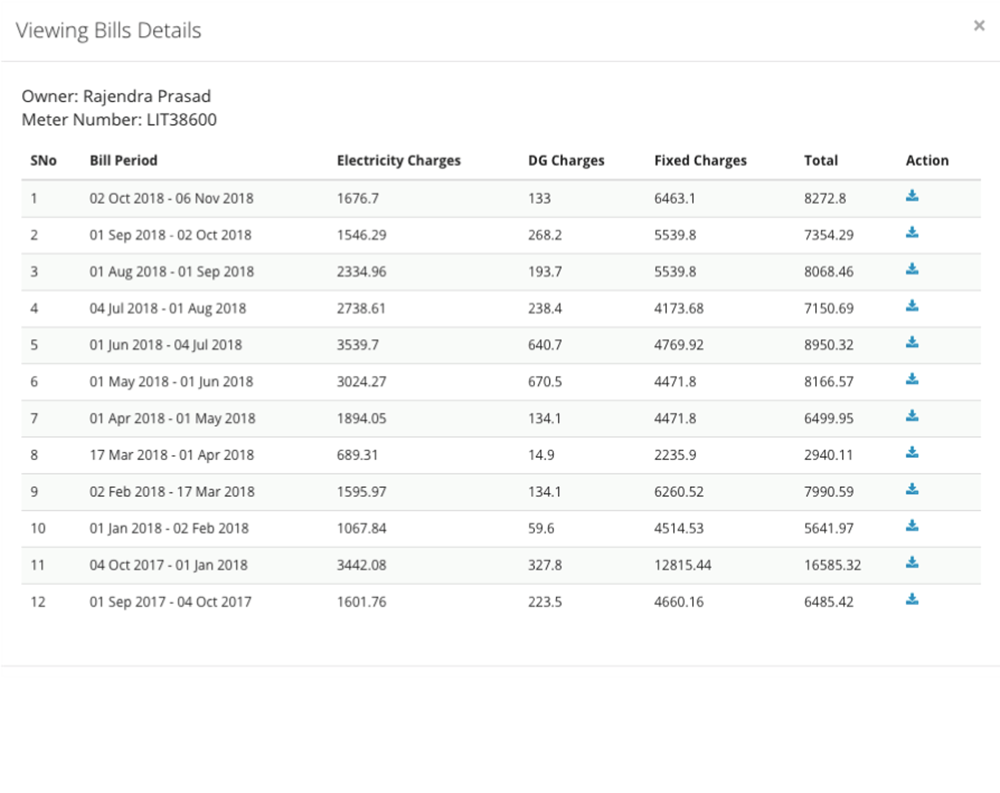 Viewing Bills Details ×
Owner: Rajendra Prasad
Meter Number: LIT38600
SNo Bill Period Electricity Charges DG Charges Fixed Charges Total Action
1 02 Oct 2018 - 06 Nov 2018 1676.7 133 6463.1 8272.8
2 01 Sep 2018 - 02 Oct 2018 1546.29 268.2 5539.8 7354.29
3 01 Aug 2018 - 01 Sep 2018 2334.96 193.7 5539.8 8068.46
4 04 Jul 2018 - 01 Aug 2018 2738.61 238.4 4173.68 7150.69
5 01 Jun 2018 - 04 Jul 2018 3539.7 640.7 4769.92 8950.32
6 01 May 2018 - 01 Jun 2018 3024.27 670.5 4471.8 8166.57
7 01 Apr 2018 - 01 May 2018 1894.05 134.1 4471.8 6499.95
8 17 Mar 2018 - 01 Apr 2018 689.31 14.9 2235.9 2940.11
9 02 Feb 2018 - 17 Mar 2018 1595.97 134.1 6260.52 7990.59
10 01 Jan 2018 - 02 Feb 2018 1067.84 59.6 4514.53 5641.97
11 04 Oct 2017 - 01 Jan 2018 3442.08 327.8 12815.44 16585.32
12 01 Sep 2017 - 04 Oct 2017 1601.76 223.5 4660.16 6485.42